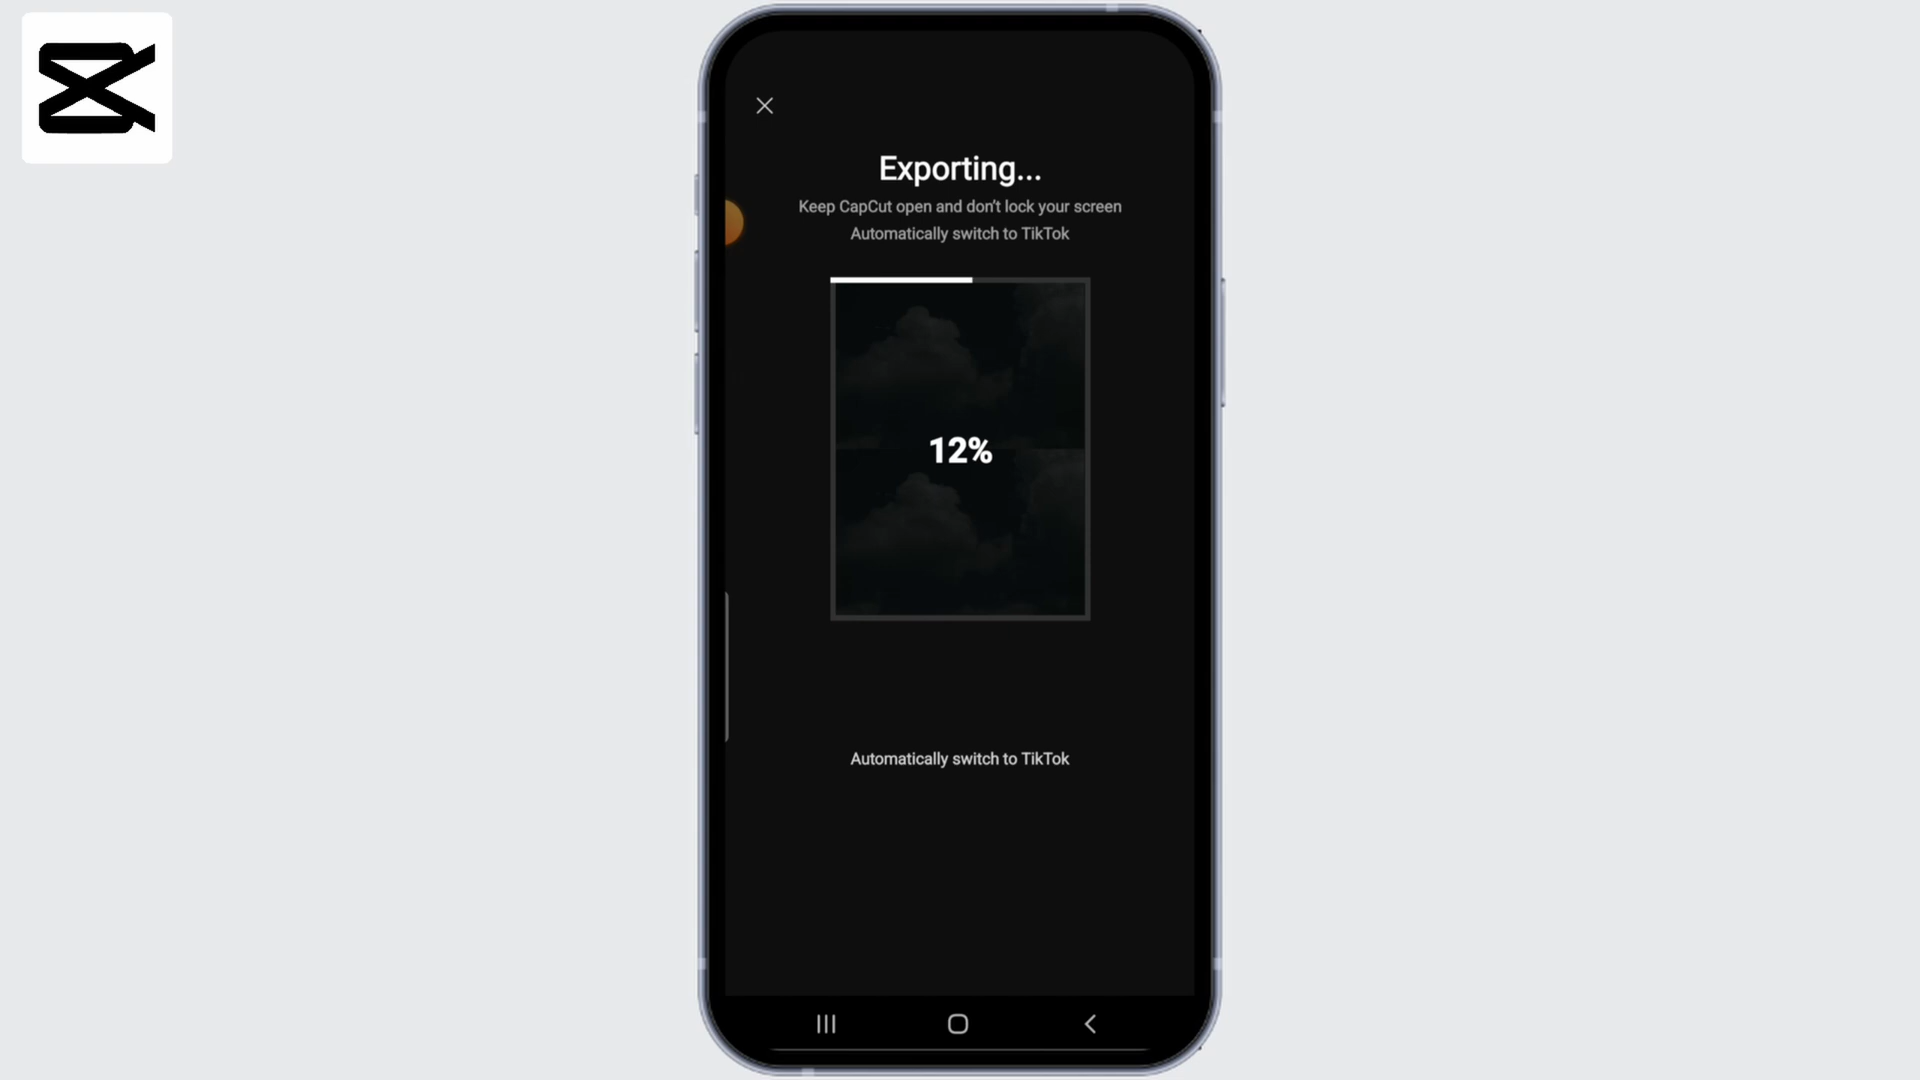 Exporting...
Keep CapCut open and don't lock your screen
Automatically switch to TikTok
12%
Automatically switch to TikTok